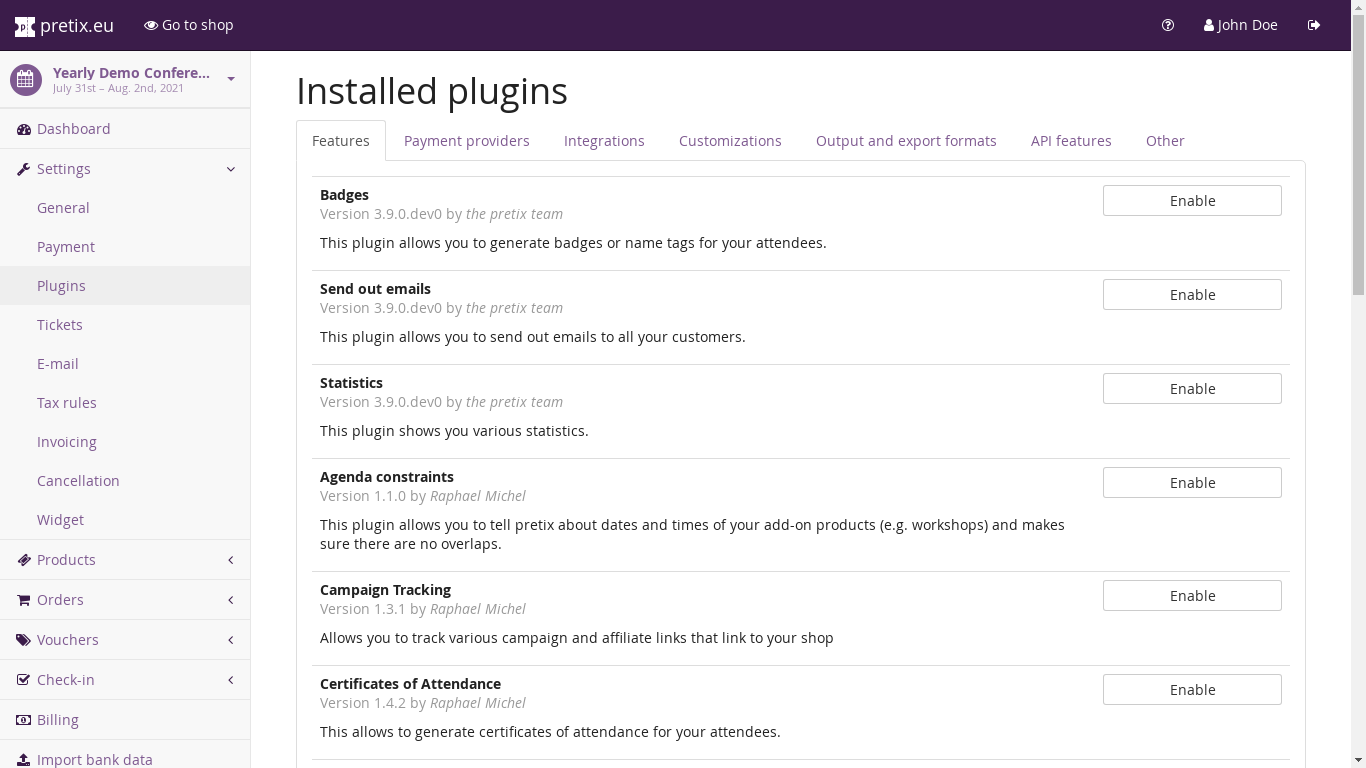 pretix.eu
Go to shop
John Doe
Yearly Demo Confere...
July 31st – Aug. 2nd, 2021
Dashboard
Settings
General
Payment
Plugins
Tickets
E-mail
Tax rules
Invoicing
Cancellation
Widget
Products
Orders
Vouchers
Check-in
Billing
Import bank data
Installed plugins
Features
Payment providers
Integrations
Customizations
Output and export formats
API features
Other
Badges
Version 3.9.0.dev0 by the pretix team
This plugin allows you to generate badges or name tags for your attendees.
Enable
Send out emails
Version 3.9.0.dev0 by the pretix team
This plugin allows you to send out emails to all your customers.
Enable
Statistics
Version 3.9.0.dev0 by the pretix team
This plugin shows you various statistics.
Enable
Agenda constraints
Version 1.1.0 by Raphael Michel
This plugin allows you to tell pretix about dates and times of your add-on products (e.g. workshops) and makes
sure there are no overlaps.
Enable
Campaign Tracking
Version 1.3.1 by Raphael Michel
Allows you to track various campaign and affiliate links that link to your shop
Enable
Certificates of Attendance
Version 1.4.2 by Raphael Michel
This allows to generate certificates of attendance for your attendees.
Enable